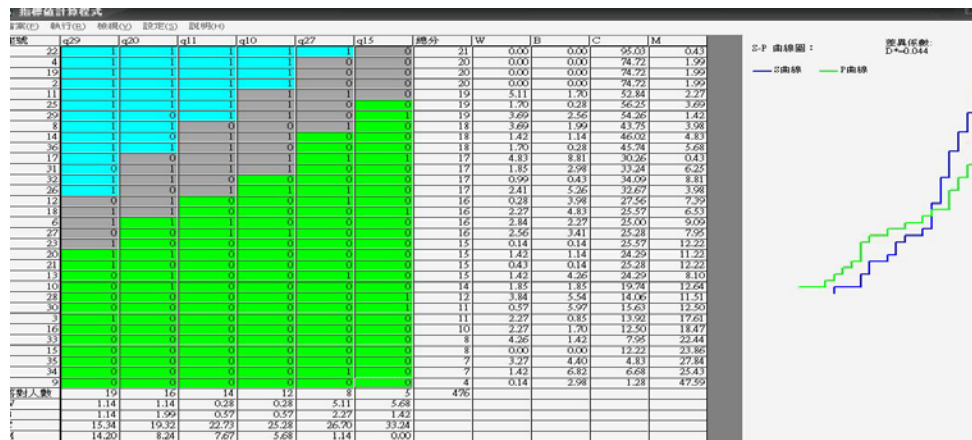 指標值計算程式
檔案(F) 執行(R) 檢視(V) 設定(S) 說明(H)
座號 q29 q20 q11 q10 q27 q15 總分 W B C M
22 1 1 1 1 1 0 21 0.00 0.00 95.03 0.43
4 1 1 1 1 0 0 20 0.00 0.00 74.72 1.99
19 1 1 1 1 0 0 20 0.00 0.00 74.72 1.99
2 1 1 1 1 0 0 20 0.00 0.00 74.72 1.99
11 1 1 1 1 1 0 19 5.11 1.70 52.84 2.27
25 1 1 1 1 0 0 19 1.70 0.28 56.25 3.69
29 1 0 1 1 0 1 19 3.69 2.56 54.26 1.42
8 1 1 0 0 1 0 18 3.69 1.99 43.75 3.98
14 1 0 1 1 0 0 18 1.42 1.14 46.02 4.83
36 1 1 1 0 0 0 18 1.70 0.28 45.74 5.68
17 1 0 1 1 1 1 17 4.83 8.81 30.26 0.43
31 0 1 1 1 0 0 17 1.85 2.98 33.24 6.25
32 1 1 1 0 0 0 17 0.99 0.43 34.09 8.81
26 1 0 1 1 0 1 17 2.41 5.26 32.67 3.98
12 0 1 0 0 0 0 16 0.28 3.98 27.56 7.39
18 1 1 0 0 0 1 16 2.27 4.83 25.57 6.53
6 1 1 1 0 0 0 16 2.84 2.27 25.00 9.09
27 0 0 1 1 0 0 16 2.56 3.41 25.28 7.95
23 1 0 0 0 0 0 15 0.14 0.14 25.57 12.22
20 1 1 0 0 0 0 15 1.42 1.14 24.29 11.22
21 1 0 0 0 0 0 15 0.43 0.14 25.28 12.22
13 0 1 0 0 1 0 15 1.42 4.26 24.29 8.10
10 0 1 0 0 0 0 14 1.85 1.85 19.74 12.64
28 0 0 0 0 0 1 12 3.84 5.54 14.06 11.51
30 0 0 0 0 0 1 11 0.57 5.97 15.63 12.50
3 1 0 0 0 0 0 11 2.27 0.85 13.92 17.61
16 0 0 0 0 0 0 10 2.27 1.70 12.50 18.47
33 0 0 0 0 0 0 8 4.26 1.42 7.95 22.44
15 0 0 0 0 0 0 8 0.00 0.00 12.22 23.86
35 0 0 0 0 0 0 7 3.27 4.40 4.83 27.84
34 0 0 0 0 1 0 7 1.42 6.82 6.68 25.43
9 0 0 0 0 0 0 4 0.14 2.98 1.28 47.59
答對人數 19 16 14 12 8 5 476
1.14 1.14 0.28 0.28 5.11 5.68
1.14 1.99 0.57 0.57 2.27 1.42
15.34 19.32 22.73 25.28 26.70 33.24
14.20 8.24 7.67 5.68 1.14 0.00
S-P 曲線圖：
差異係數:
D*=0.044
S曲線 P曲線